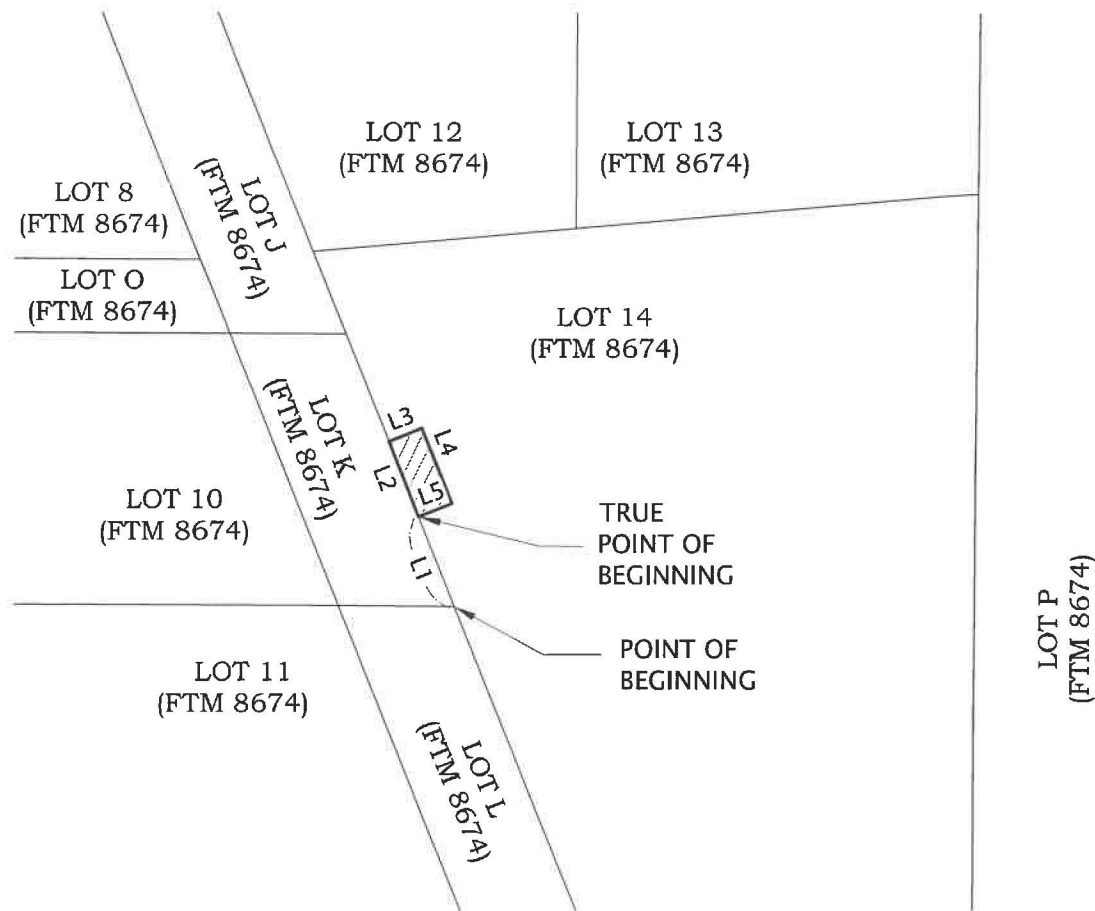 LOT 12
(FTM 8674)
LOT 13
(FTM 8674)
LOT 8
(FTM 8674)
LOT J
(FTM 8674)
LOT O
(FTM 8674)
LOT 14
(FTM 8674)
LOT K
(FTM 8674)
L3
L4
L2
L5
LOT 10
(FTM 8674)
TRUE
POINT OF
BEGINNING
L1
POINT OF
BEGINNING
LOT P
(FTM 8674)
LOT 11
(FTM 8674)
LOT L
(FTM 8674)